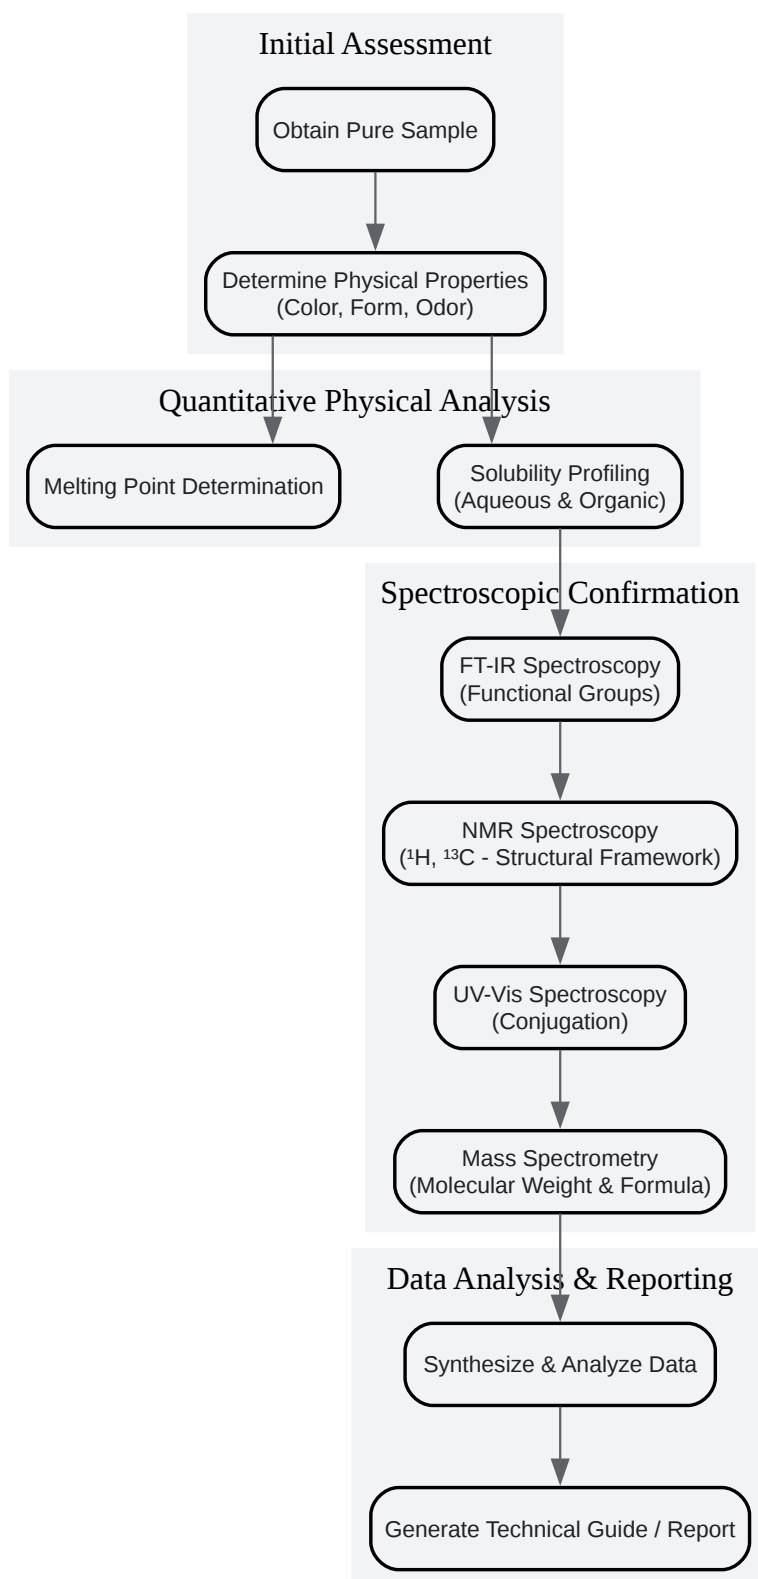 Initial Assessment
Obtain Pure Sample
Determine Physical Properties
(Color, Form, Odor)
Quantitative Physical Analysis
Melting Point Determination
Solubility Profiling
(Aqueous & Organic)
Spectroscopic Confirmation
FT-IR Spectroscopy
(Functional Groups)
NMR Spectroscopy
(¹H, ¹³C - Structural Framework)
UV-Vis Spectroscopy
(Conjugation)
Mass Spectrometry
(Molecular Weight & Formula)
Data Analysis & Reporting
Synthesize & Analyze Data
Generate Technical Guide / Report